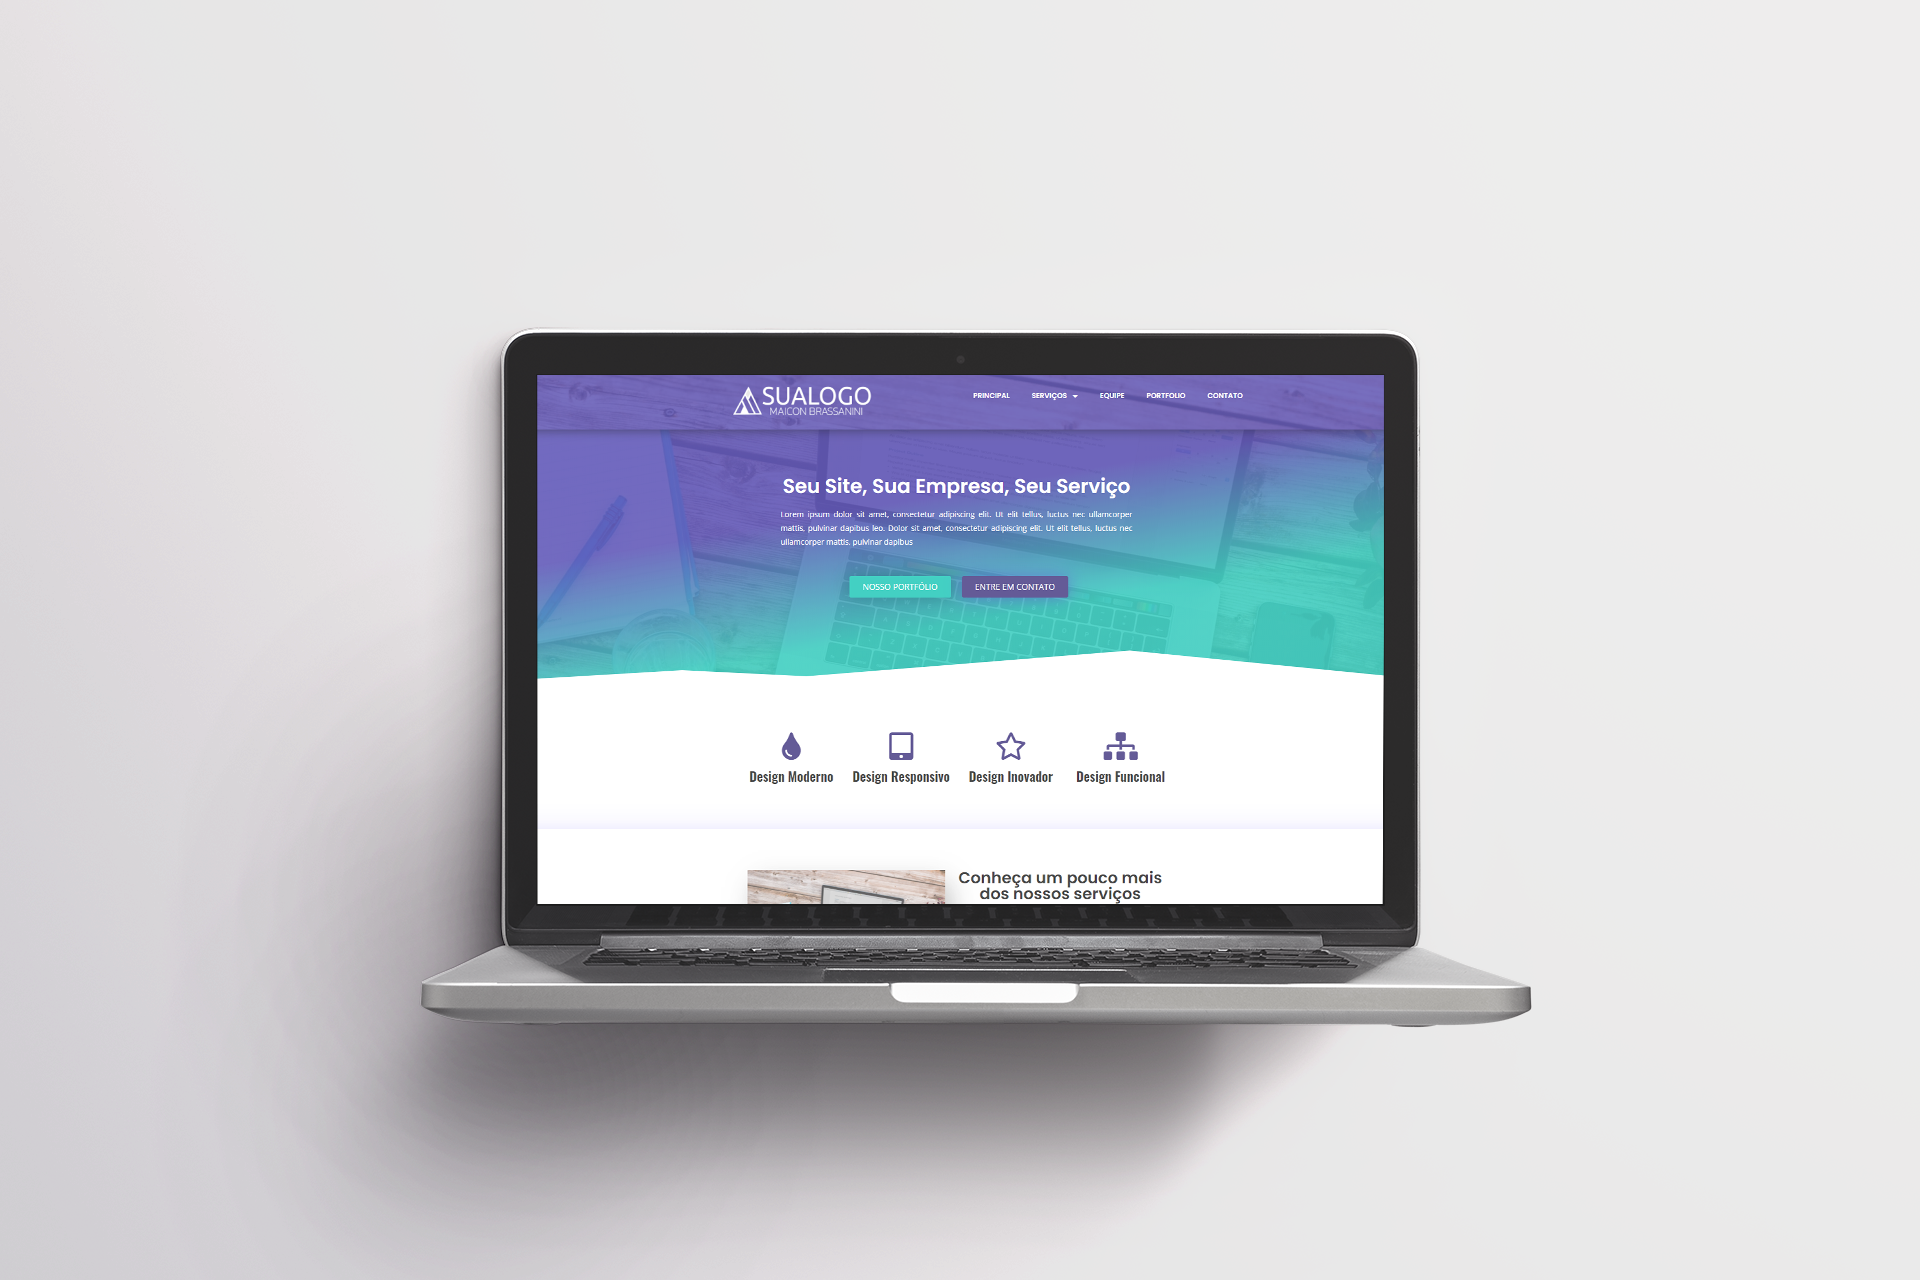 SUALOGO
MAICON BRASSANINI
PRINCIPAL SERVIÇOS EQUIPE PORTFOLIO CONTATO
Seu Site, Sua Empresa, Seu Serviço
Lorem ipsum dolor sit amet, consectetur adipiscing elit. Ut elit tellus, luctus nec ullamcorper
mattis, pulvinar dapibus leo. Dolor sit amet, consectetur adipiscing elit. Ut elit tellus, luctus nec
ullamcorper mattis, pulvinar dapibus
NOSSO PORTFÓLIO ENTRE EM CONTATO
Design Moderno Design Responsivo Design Inovador Design Funcional
Conheça um pouco mais
dos nossos serviços